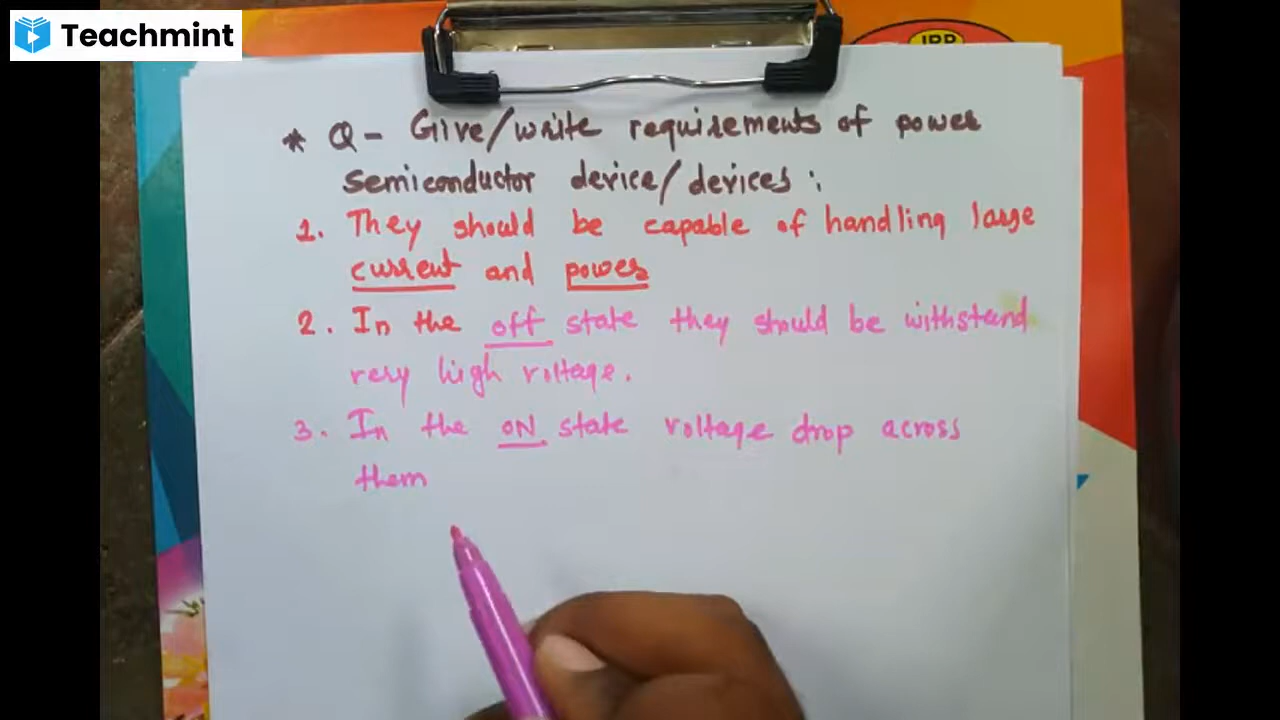 Teachmint
IBP
* Q - Give/write requirements of power
semiconductor device/devices :
1. They should be capable of handling large
current and power
2. In the off state they should be withstand
very high voltage.
3. In the ON state voltage drop across
them